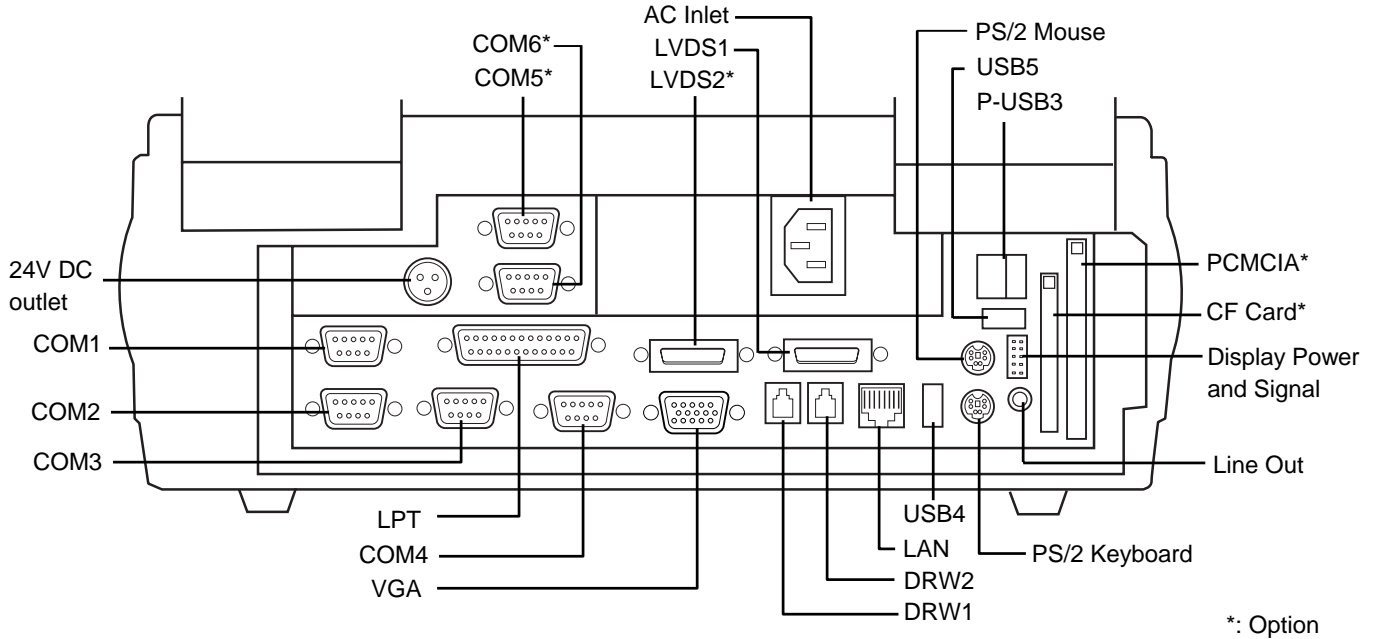 AC Inlet
LVDS1
LVDS2*
COM6*
COM5*
PS/2 Mouse
USB5
P-USB3
24V DC
outlet
COM1
COM2
COM3
PCMCIA*
CF Card*
Display Power
and Signal
Line Out
LPT
COM4
VGA
USB4
LAN
DRW2
DRW1
PS/2 Keyboard
*: Option